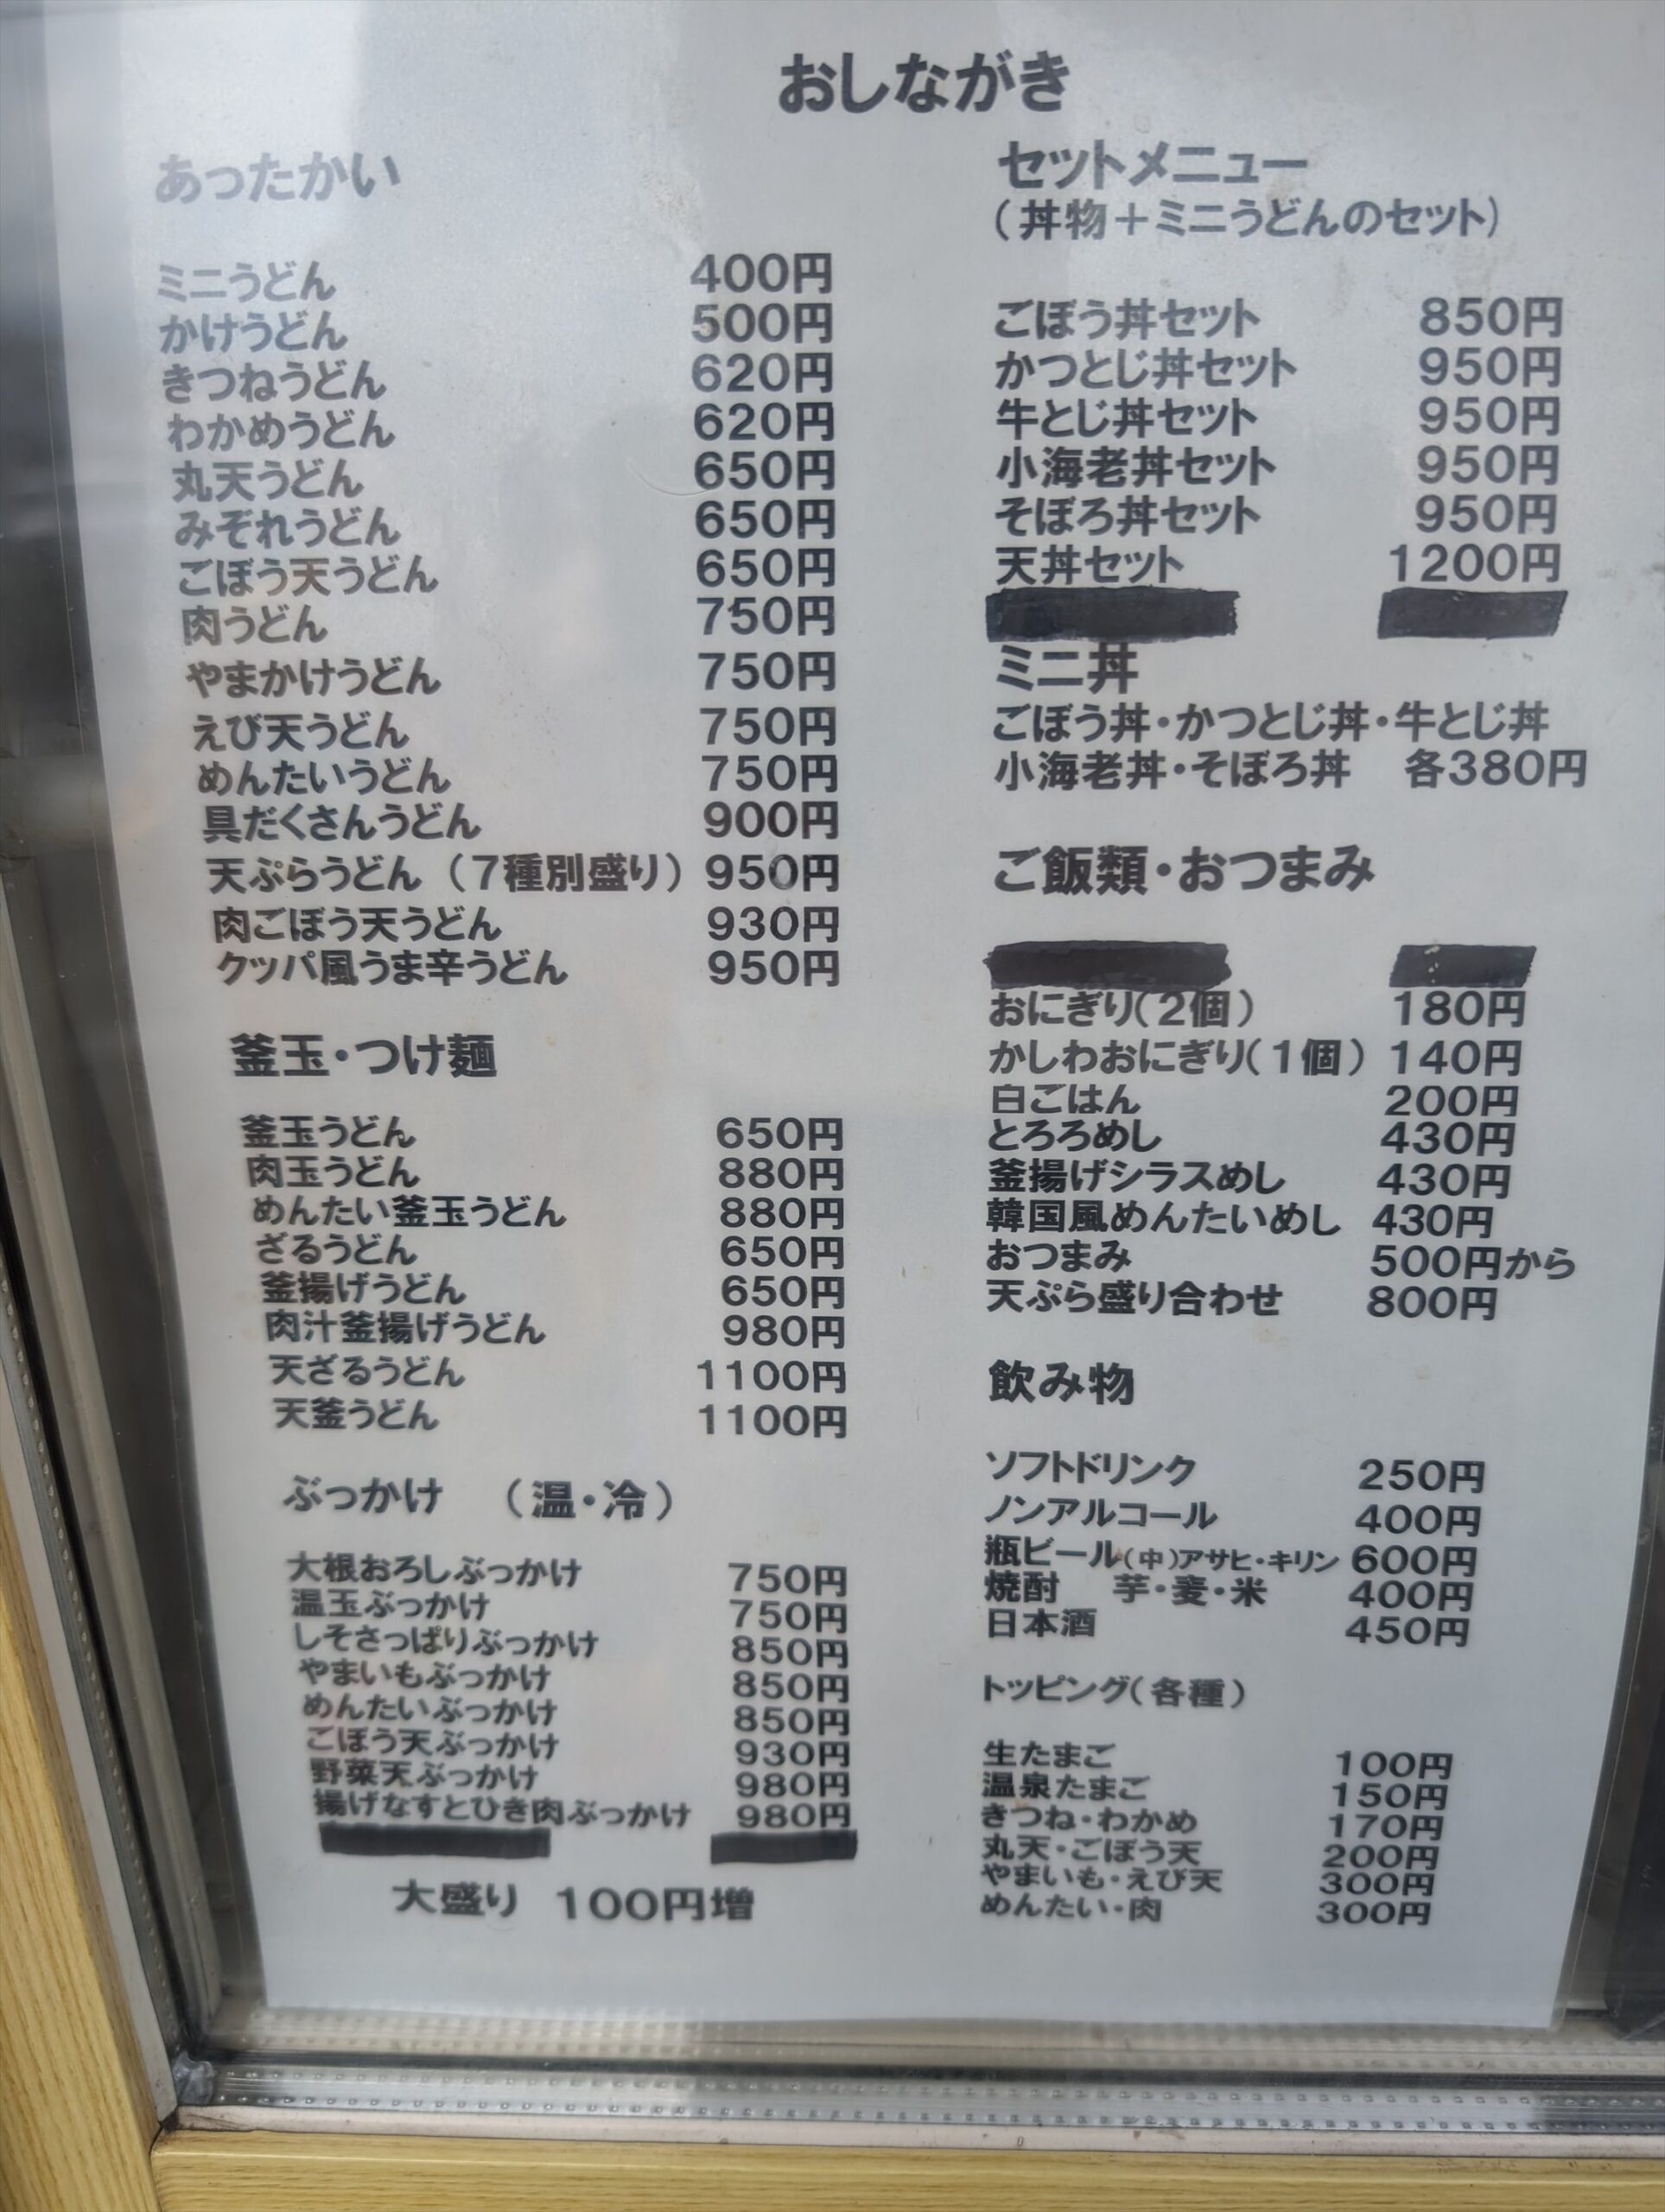 おしながき
あったかい
ミニうどん 400円
かけうどん 500円
きつねうどん 620円
わかめうどん 620円
丸天うどん 650円
みぞれうどん 650円
ごぼう天うどん 650円
肉うどん 750円
やまかけうどん 750円
えび天うどん 750円
めんたいうどん 750円
具だくさんうどん 900円
天ぷらうどん（7種別盛り） 950円
肉ごぼう天うどん 930円
クッパ風うま辛うどん 950円
釜玉・つけ麺
釜玉うどん 650円
肉玉うどん 880円
めんたい釜玉うどん 880円
ざるうどん 650円
釜揚げうどん 650円
肉汁釜揚げうどん 980円
天ざるうどん 1100円
天釜うどん 1100円
ぶっかけ （温・冷）
大根おろしぶっかけ 750円
温玉ぶっかけ 750円
しそさっぱりぶっかけ 850円
やまいもぶっかけ 850円
めんたいぶっかけ 850円
ごぼう天ぶっかけ 930円
野菜天ぶっかけ 980円
揚げなすとひき肉ぶっかけ 980円
大盛り 100円増
セットメニュー
（丼物＋ミニうどんのセット）
ごぼう丼セット 850円
かつとじ丼セット 950円
牛とじ丼セット 950円
小海老丼セット 950円
そぼろ丼セット 950円
天丼セット 1200円
ミニ丼
ごぼう丼・かつとじ丼・牛とじ丼
小海老丼・そぼろ丼 各380円
ご飯類・おつまみ
おにぎり（2個） 180円
かしわおにぎり（1個） 140円
白ごはん 200円
とろろめし 430円
釜揚げシラスめし 430円
韓国風めんたいめし 430円
おつまみ 500円から
天ぷら盛り合わせ 800円
飲み物
ソフトドリンク 250円
ノンアルコール 400円
瓶ビール（中）アサヒ・キリン 600円
焼酎 芋・麦・米 400円
日本酒 450円
トッピング（各種）
生たまご 100円
温泉たまご 150円
きつね・わかめ 170円
丸天・ごぼう天 200円
やまいも・えび天 300円
めんたい・肉 300円